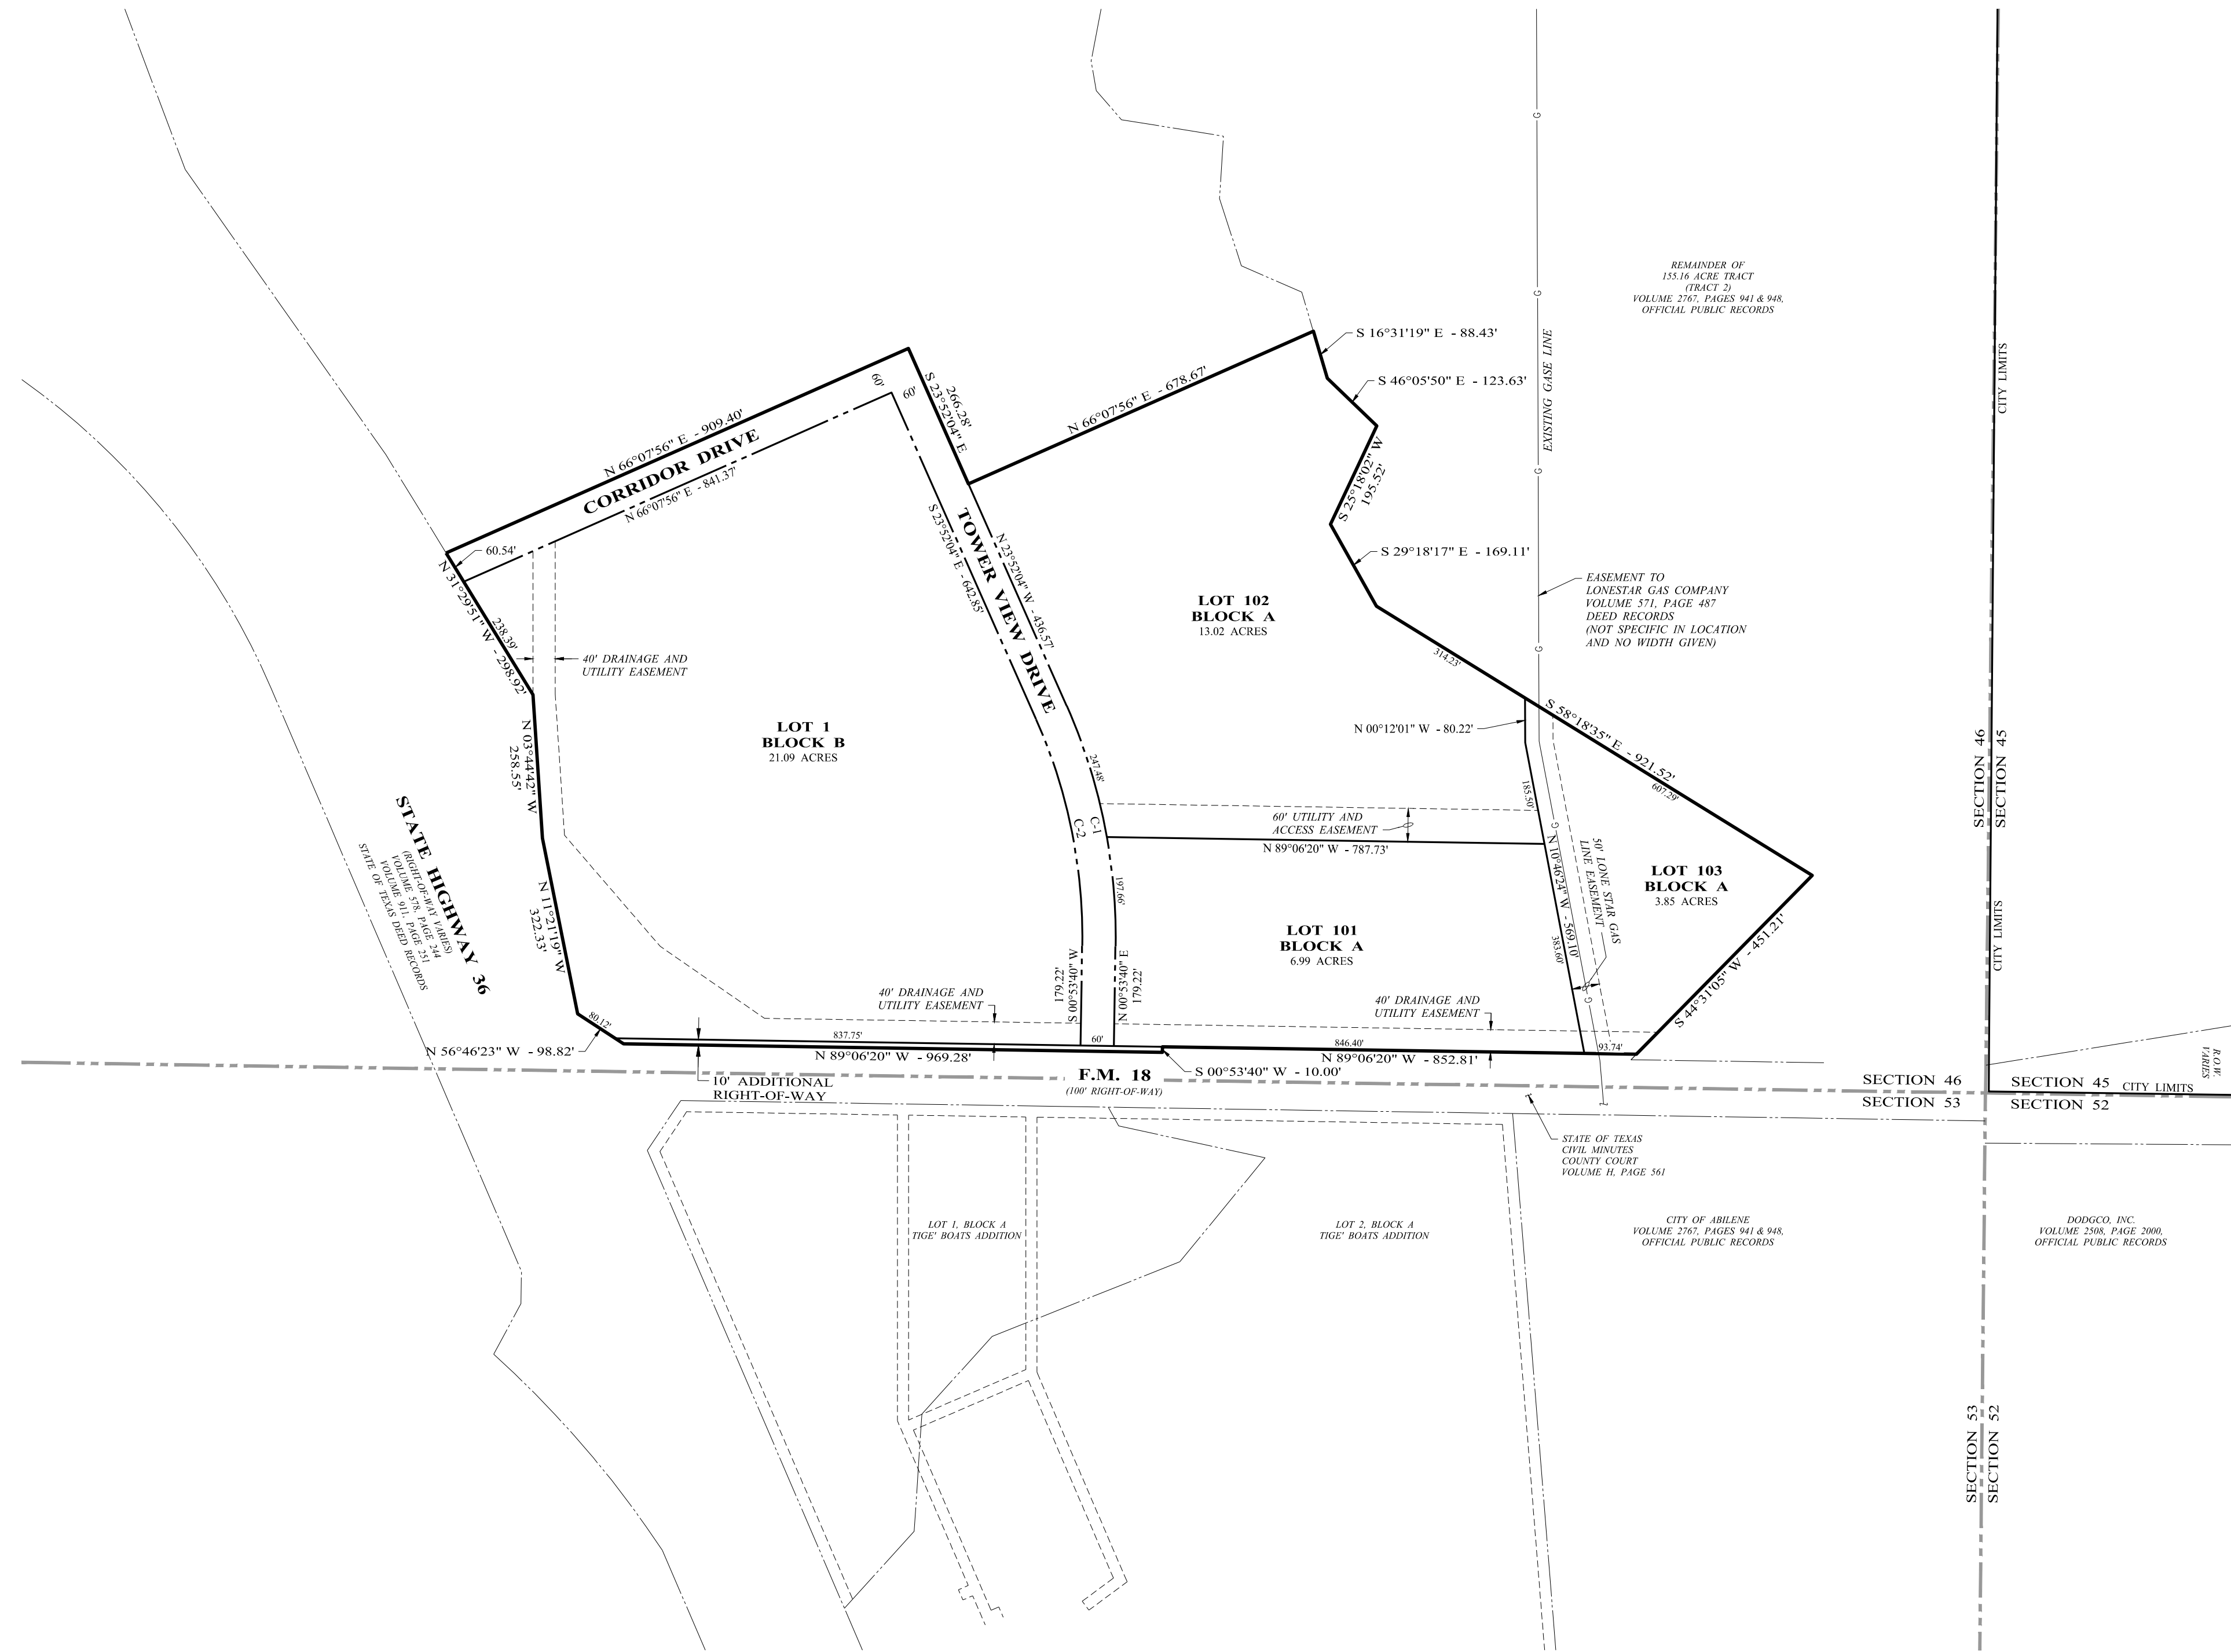 REMAINDER OF
155.16 ACRE TRACT
(TRACT 2)
VOLUME 2767, PAGES 941 & 948,
OFFICIAL PUBLIC RECORDS
G
G
G
G
G
G
G
EXISTING GASE LINE
CITY LIMITS
S 16°31'19" E - 88.43'
S 46°05'50" E - 123.63'
S 25°18'02" W
195.52'
S 29°18'17" E - 169.11'
N 66°07'56" E - 678.67'
N 66°07'56" E - 909.40'
CORRIDOR DRIVE
N 66°07'56" E - 841.37'
60'
60'
266.28'
S 23°52'04" E
TOWER VIEW DRIVE
S 23°52'04" E - 642.85'
N 23°52'04" W - 436.57'
60.54'
N 31°29'51" W - 298.92'
238.39'
40' DRAINAGE AND
UTILITY EASEMENT
EASEMENT TO
LONESTAR GAS COMPANY
VOLUME 571, PAGE 487
DEED RECORDS
(NOT SPECIFIC IN LOCATION
AND NO WIDTH GIVEN)
LOT 102
BLOCK A
13.02 ACRES
314.23'
S 58°18'35" E - 921.52'
607.29'
N 00°12'01" W - 80.22'
LOT 1
BLOCK B
21.09 ACRES
N 03°44'42" W
258.55'
247.48'
185.50'
60' UTILITY AND
ACCESS EASEMENT
N 89°06'20" W - 787.73'
C-2
C-1
N 10°46'24" W - 569.10'
383.60'
50' LONE STAR GAS
LINE EASEMENT
LOT 103
BLOCK A
3.85 ACRES
SECTION 46
SECTION 45
STATE HIGHWAY 36
(RIGHT-OF-WAY VARIES)
VOLUME 578, PAGE 244
VOLUME 911, PAGE 251
STATE OF TEXAS DEED RECORDS
N 11°21'19" W
322.33'
197.66'
LOT 101
BLOCK A
6.99 ACRES
S 44°31'05" W - 451.21'
CITY LIMITS
179.22'
S 00°53'40" W
N 00°53'40" E
179.22'
40' DRAINAGE AND
UTILITY EASEMENT
40' DRAINAGE AND
UTILITY EASEMENT
80.12'
N 56°46'23" W - 98.82'
837.75'
60'
846.40'
93.74'
N 89°06'20" W - 969.28'
N 89°06'20" W - 852.81'
S 00°53'40" W - 10.00'
10' ADDITIONAL
RIGHT-OF-WAY
F.M. 18
(100' RIGHT-OF-WAY)
R.O.W.
VARIES
SECTION 46
SECTION 53
SECTION 45
CITY LIMITS
SECTION 52
STATE OF TEXAS
CIVIL MINUTES
COUNTY COURT
VOLUME H, PAGE 561
LOT 1, BLOCK A
TIGE' BOATS ADDITION
LOT 2, BLOCK A
TIGE' BOATS ADDITION
CITY OF ABILENE
VOLUME 2767, PAGES 941 & 948,
OFFICIAL PUBLIC RECORDS
DODGCO, INC.
VOLUME 2508, PAGE 2000,
OFFICIAL PUBLIC RECORDS
SECTION 53
SECTION 52